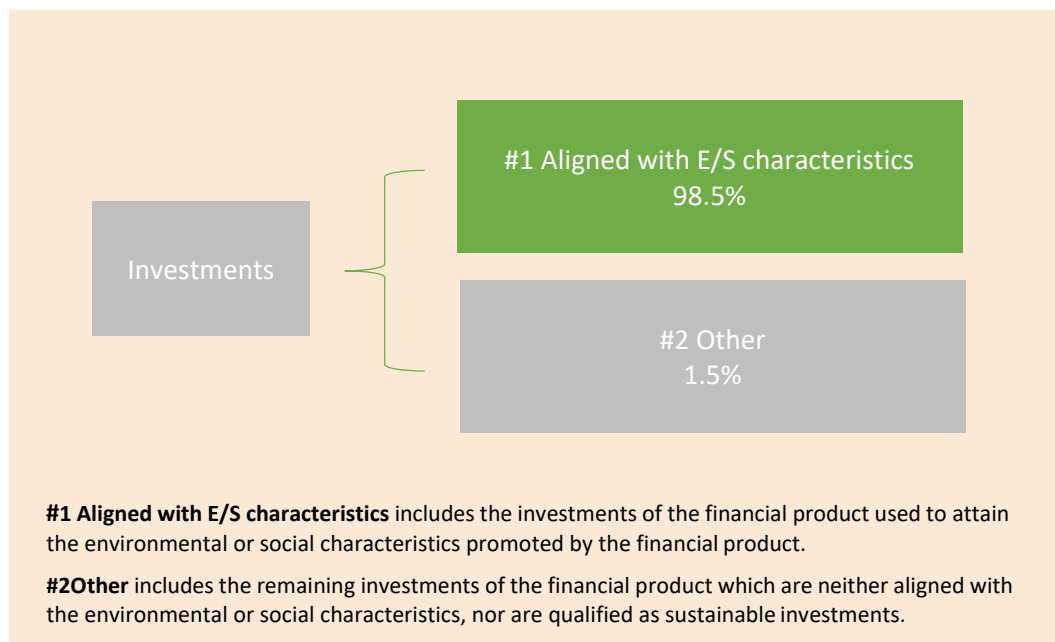 #1 Aligned with E/S characteristics
98.5%
Investments
#2 Other
1.5%
#1 Aligned with E/S characteristics includes the investments of the financial product used to attain
the environmental or social characteristics promoted by the financial product.
#2Other includes the remaining investments of the financial product which are neither aligned with
the environmental or social characteristics, nor are qualified as sustainable investments.